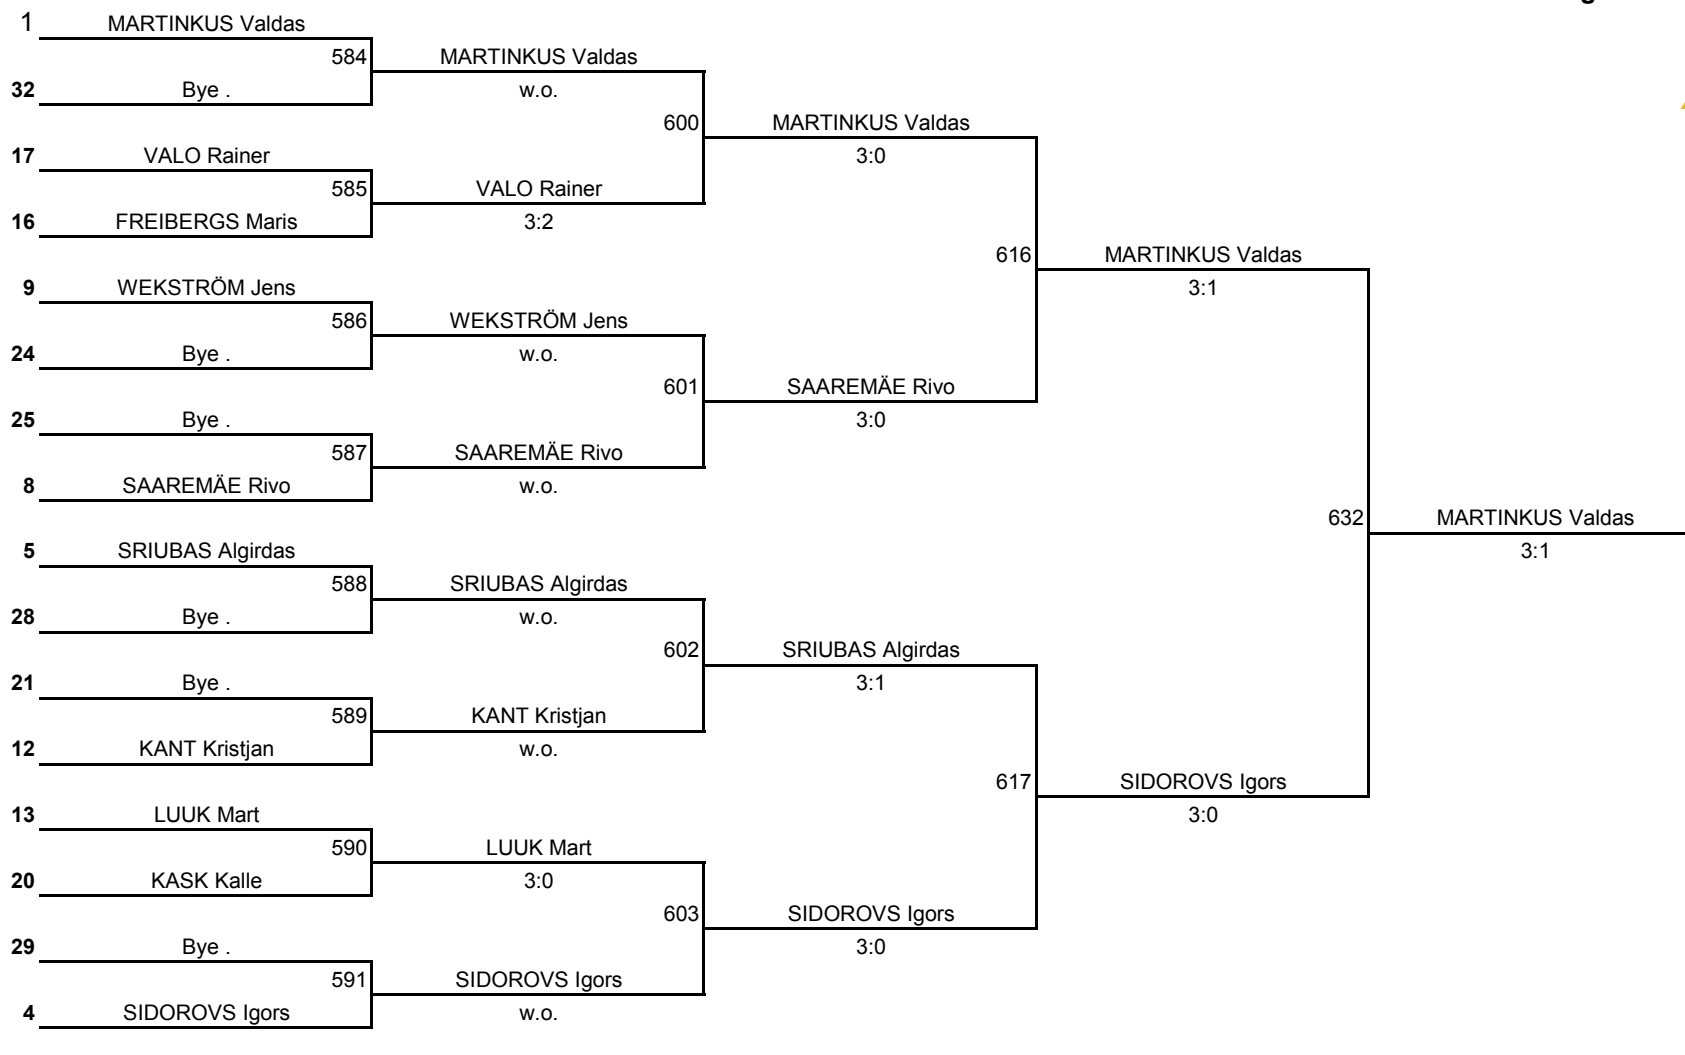 g
1 MARTINKUS Valdas
584 MARTINKUS Valdas
32 Bye . w.o.
600 MARTINKUS Valdas
17 VALO Rainer 3:0
585 VALO Rainer
16 FREIBERGS Maris 3:2
616 MARTINKUS Valdas
9 WEKSTRÖM Jens 3:1
586 WEKSTRÖM Jens
24 Bye . w.o.
601 SAAREMÄE Rivo
25 Bye . 3:0
587 SAAREMÄE Rivo
8 SAAREMÄE Rivo w.o.
632 MARTINKUS Valdas
5 SRIUBAS Algirdas 3:1
588 SRIUBAS Algirdas
28 Bye . w.o.
602 SRIUBAS Algirdas
21 Bye . 3:1
589 KANT Kristjan
12 KANT Kristjan w.o.
617 SIDOROVS Igors
13 LUUK Mart 3:0
590 LUUK Mart
20 KASK Kalle 3:0
603 SIDOROVS Igors
29 Bye . 3:0
591 SIDOROVS Igors
4 SIDOROVS Igors w.o.